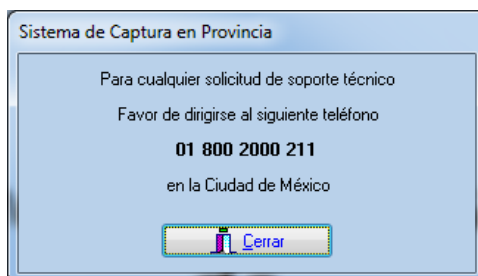 Sistema de Captura en Provincia
Para cualquier solicitud de soporte técnico
Favor de dirigirse al siguiente teléfono
01 800 2000 211
en la Ciudad de México
Cerrar